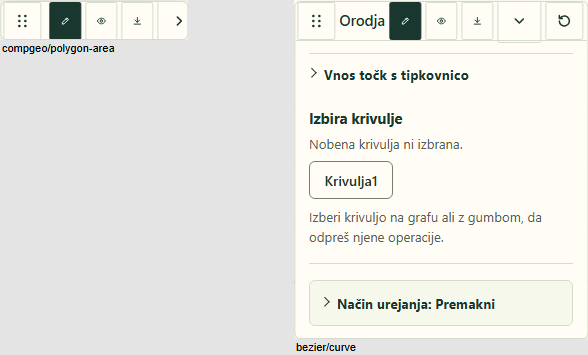 compgeo/polygon-area
Orodja
Vnos točk s tipkovnico
Izbira krivulje
Nobena krivulja ni izbrana.
Krivulja1
Izberi krivuljo na grafu ali z gumbom, da
odpreš njene operacije.
Način urejanja: Premakni
bezier/curve